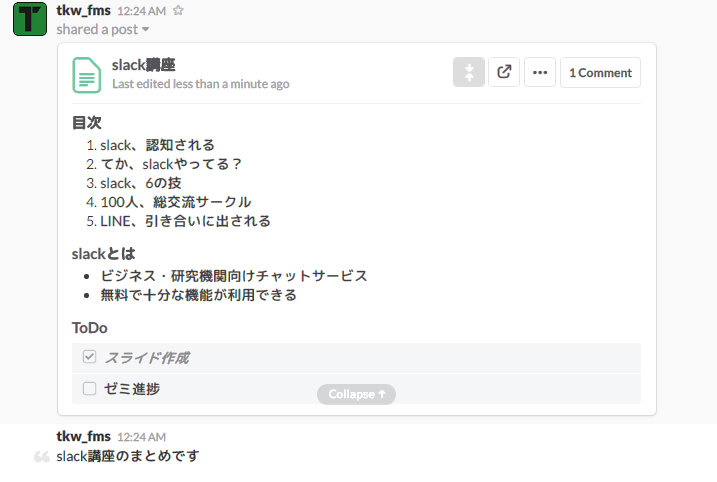 tkw_fms 12:24 AM
shared a post
slack講座
Last edited less than a minute ago
1 Comment
目次
1. slack、認知される
2. てか、slackやってる？
3. slack、6の技
4. 100人、総交流サークル
5. LINE、引き合いに出される
slackとは
• ビジネス・研究機関向けチャットサービス
• 無料で十分な機能が利用できる
ToDo
スライド作成
ゼミ進捗
Collapse ↑
tkw_fms 12:24 AM
slack講座のまとめです